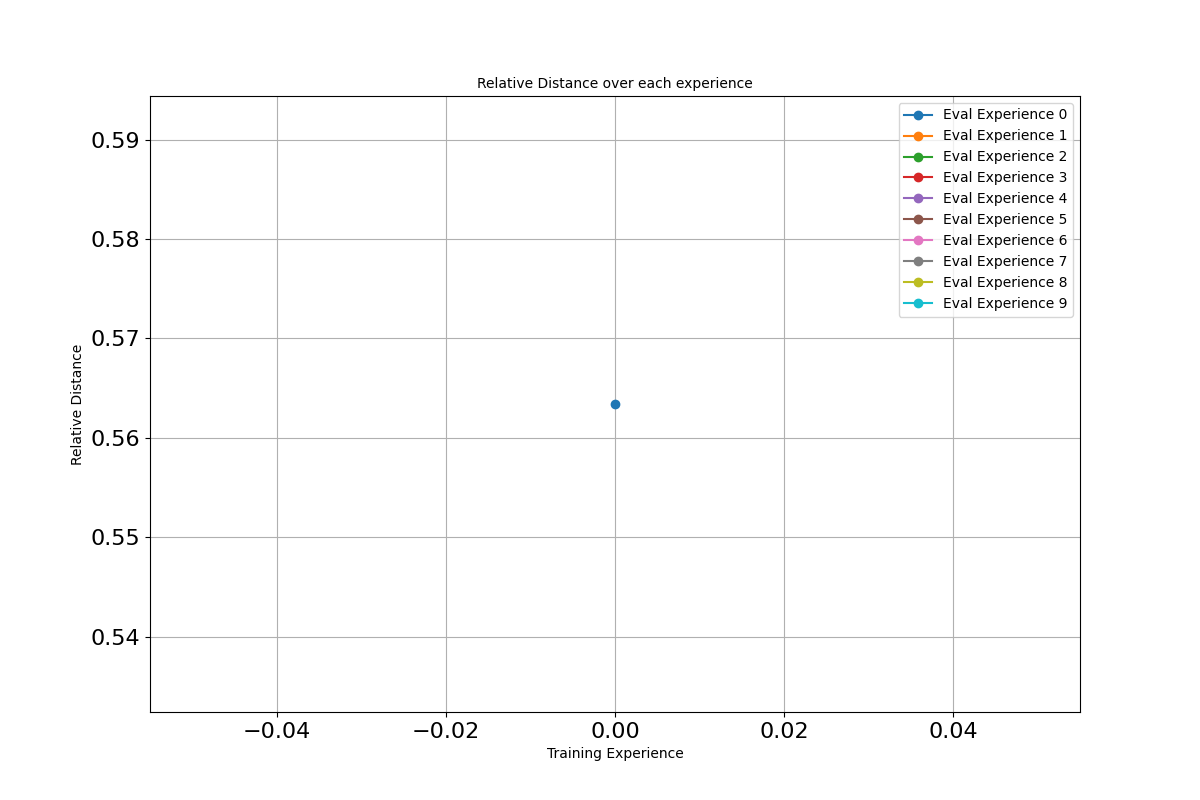 Relative Distance over each experience
Eval Experience 0
Eval Experience 1
Eval Experience 2
Eval Experience 3
Eval Experience 4
Eval Experience 5
Eval Experience 6
Eval Experience 7
Eval Experience 8
Eval Experience 9
0.59
0.58
0.57
0.56
0.55
0.54
Relative Distance
−0.04
−0.02
0.00
0.02
0.04
Training Experience